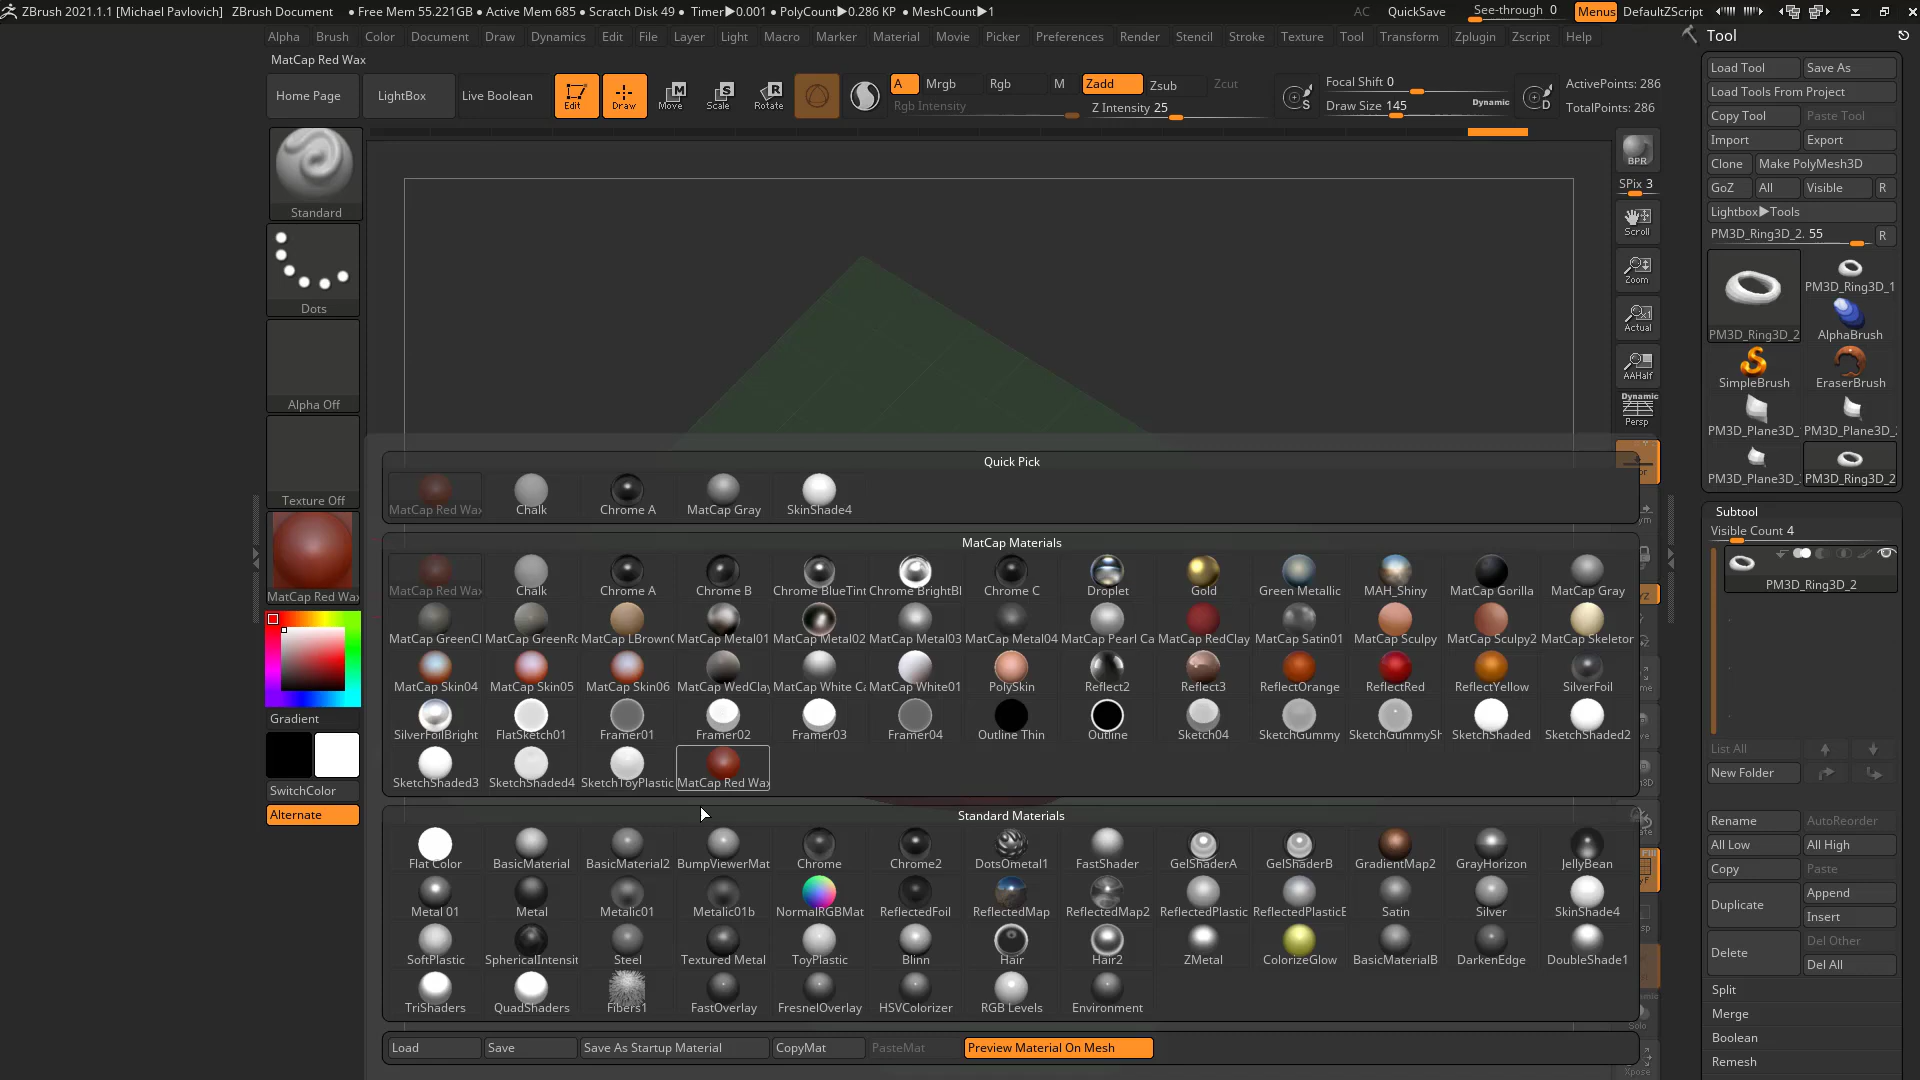 ZBrush 2021.1.1 [Michael Pavlovich] ZBrush Document • Free Mem 55.221GB • Active Mem 685 • Scratch Disk 49 • Timer▶0.001 • PolyCount▶0.286 KP • MeshCount▶1 AC QuickSave See-through 0 Menus DefaultZScript
Alpha Brush Color Document Draw Dynamics Edit File Layer Light Macro Marker Material Movie Picker Preferences Render Stencil Stroke Texture Tool Transform Zplugin Zscript Help
MatCap Red Wax
Home Page LightBox Live Boolean Edit Draw Move Scale Rotate
A Mrgb Rgb M Zadd Zsub Zcut
Rgb Intensity Z Intensity 25
Focal Shift 0
Draw Size 145 Dynamic
ActivePoints: 286
TotalPoints: 286
Standard
Dots
Alpha Off
Texture Off
MatCap Red Wax
Gradient
SwitchColor
Alternate
Quick Pick
MatCap Red Wax Chalk Chrome A MatCap Gray SkinShade4
MatCap Materials
MatCap Red Wax Chalk Chrome A Chrome B Chrome BlueTint Chrome BrightBl Chrome C Droplet Gold Green Metallic MAH_Shiny MatCap Gorilla MatCap Gray
MatCap GreenCl MatCap GreenRo MatCap LBrown MatCap Metal01 MatCap Metal02 MatCap Metal03 MatCap Metal04 MatCap Pearl Ca MatCap RedClay MatCap Satin01 MatCap Sculpy MatCap Sculpy2 MatCap Skeletor
MatCap Skin04 MatCap Skin05 MatCap Skin06 MatCap WedClay MatCap White Ca MatCap White01 PolySkin Reflect2 Reflect3 ReflectOrange ReflectRed ReflectYellow SilverFoil
SilverFoilBright FlatSketch01 Framer01 Framer02 Framer03 Framer04 Outline Thin Outline Sketch04 SketchGummy SketchGummySh SketchShaded SketchShaded2
SketchShaded3 SketchShaded4 SketchToyPlastic MatCap Red Wax
Standard Materials
Flat Color BasicMaterial BasicMaterial2 BumpViewerMat Chrome Chrome2 DotsOmetal1 FastShader GelShaderA GelShaderB GradientMap2 GrayHorizon JellyBean
Metal 01 Metal Metalic01 Metalic01b NormalRGBMat ReflectedFoil ReflectedMap ReflectedMap2 ReflectedPlastic ReflectedPlasticB Satin Silver SkinShade4
SoftPlastic SphericalIntensit Steel Textured Metal ToyPlastic Blinn Hair Hair2 ZMetal ColorizeGlow BasicMaterialB DarkenEdge DoubleShade1
TriShaders QuadShaders Fibers1 FastOverlay FresnelOverlay HSVColorizer RGB Levels Environment
Load Save Save As Startup Material CopyMat PasteMat Preview Material On Mesh
BPR
SPix 3
Scroll
Zoom
Actual
AAHalf
Dynamic
Persp
Solo
Xpose
Tool
Load Tool Save As
Load Tools From Project
Copy Tool Paste Tool
Import Export
Clone Make PolyMesh3D
GoZ All Visible R
Lightbox▶Tools
PM3D_Ring3D_2. 55 R
PM3D_Ring3D_2 PM3D_Ring3D_1
AlphaBrush
SimpleBrush EraserBrush
PM3D_Plane3D_ PM3D_Plane3D_
PM3D_Plane3D_ PM3D_Ring3D_2
Subtool
Visible Count 4
PM3D_Ring3D_2
List All
New Folder
Rename AutoReorder
All Low All High
Copy Paste
Duplicate Append
Insert
Delete Del Other
Del All
Split
Merge
Boolean
Remesh